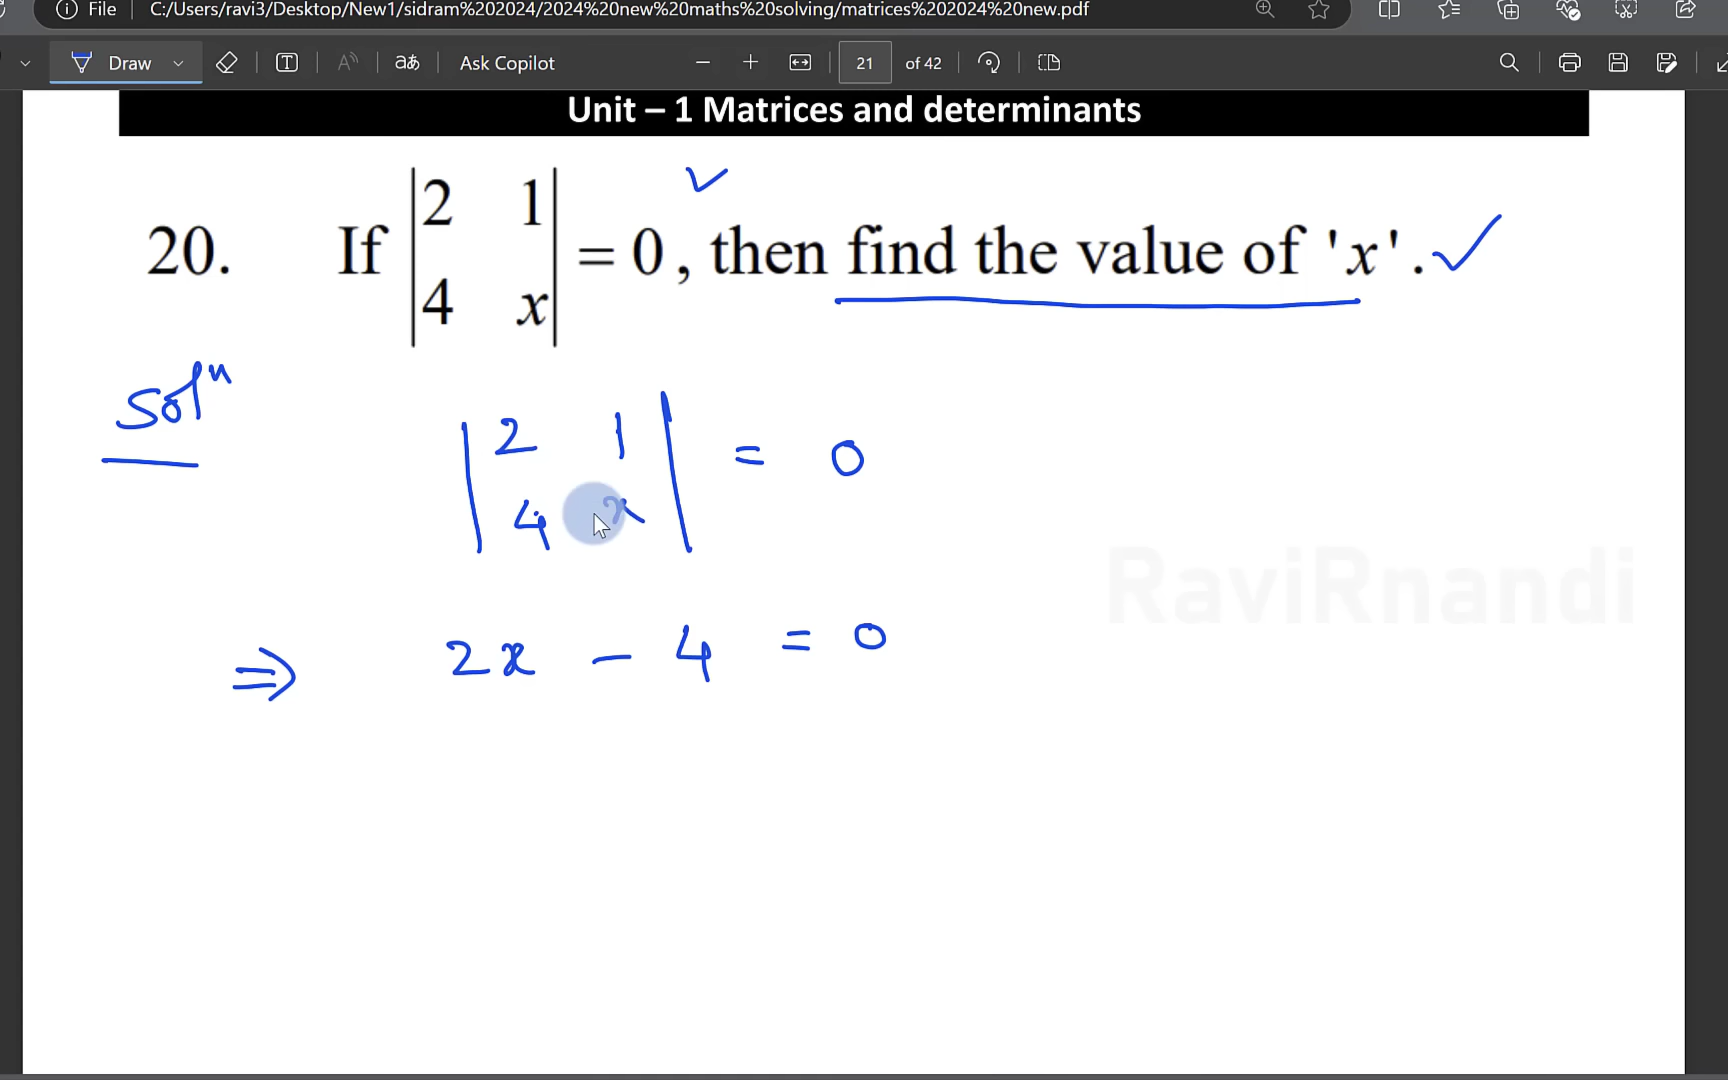 File C:/Users/ravi3/Desktop/New1/sidram%202024/2024%20new%20maths%20solving/matrices%202024%20new.pdf
Draw T A aあ Ask Copilot 21 of 42
Unit – 1 Matrices and determinants
20. If |2 1| = 0, then find the value of 'x'.
|4 x|
Solⁿ
|2 1| = 0
|4 x|
RaviRnandi
⇒ 2x - 4 = 0